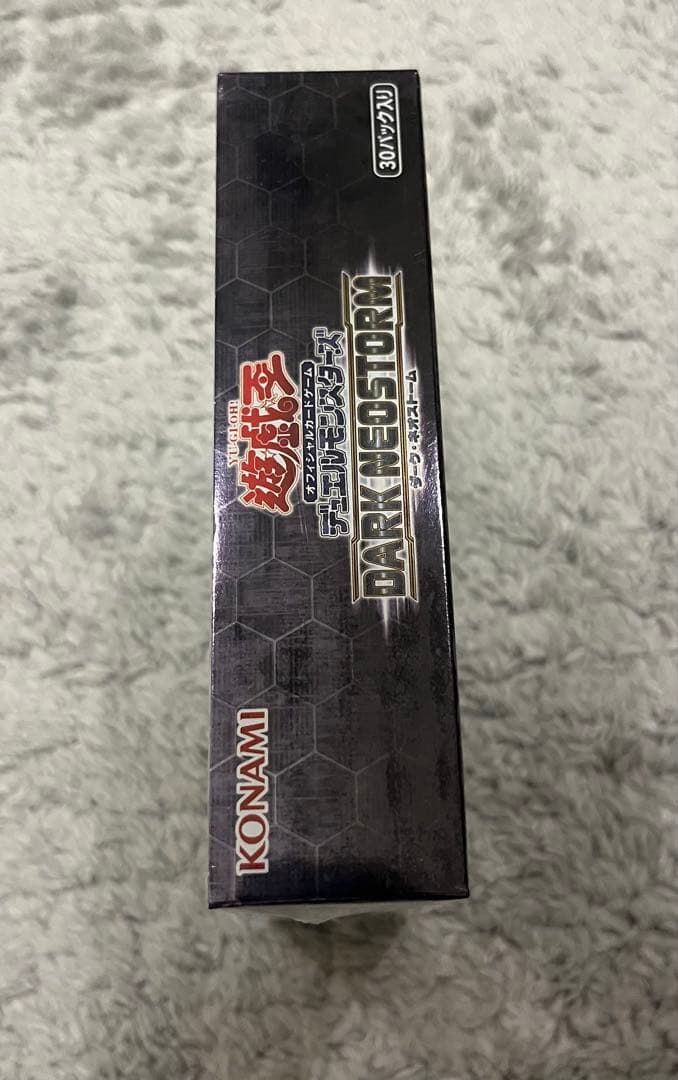 YU-GI-OH!
遊戯王
オフィシャルカードゲーム
デュエルモンスターズ
DARK NEOSTORM
ダーク・ネオストーム
KONAMI
30パック入り